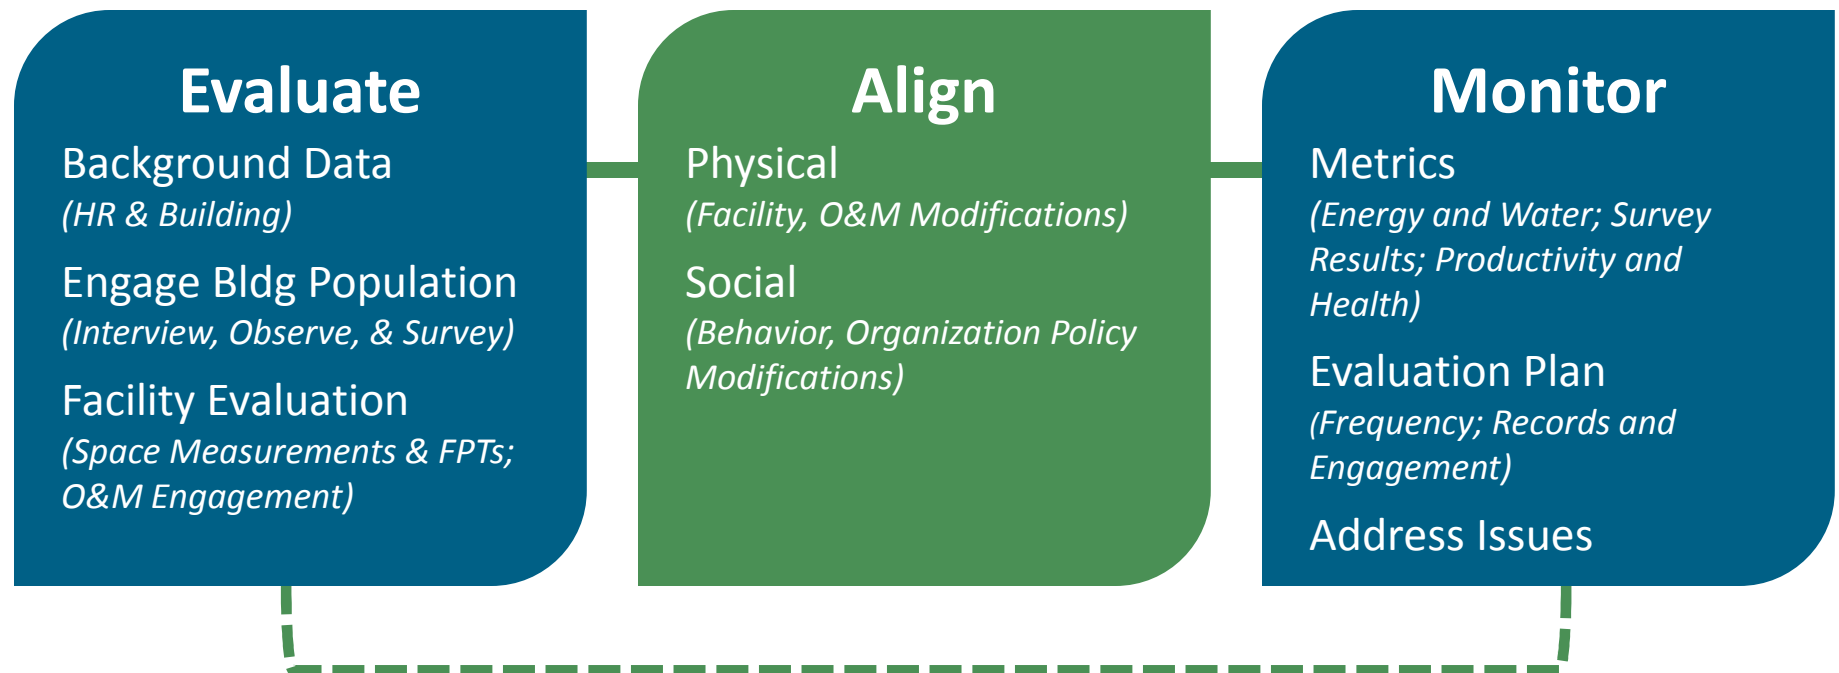 Evaluate
Background Data
(HR & Building)
Engage Bldg Population
(Interview, Observe, & Survey)
Facility Evaluation
(Space Measurements & FPTs;
O&M Engagement)
Align
Physical
(Facility, O&M Modifications)
Social
(Behavior, Organization Policy
Modifications)
Monitor
Metrics
(Energy and Water; Survey
Results; Productivity and
Health)
Evaluation Plan
(Frequency; Records and
Engagement)
Address Issues